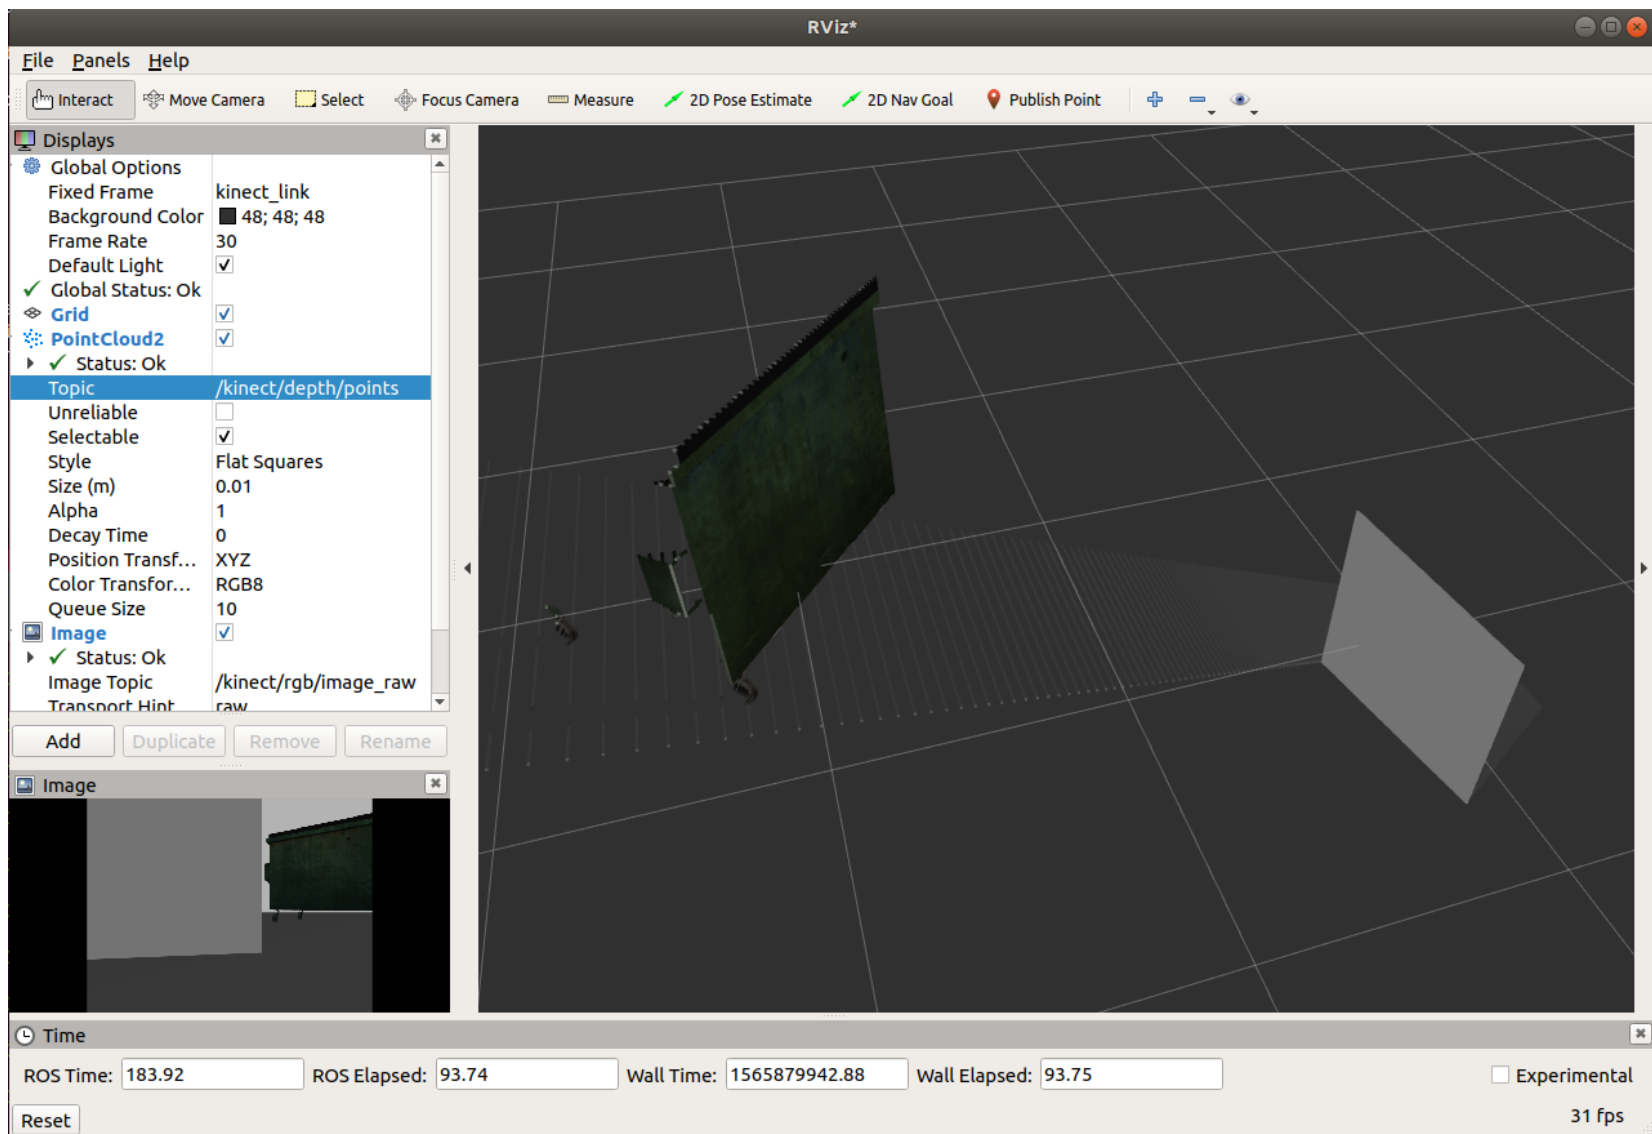 RViz*
File Panels Help
Interact Move Camera Select Focus Camera Measure 2D Pose Estimate 2D Nav Goal Publish Point
Displays
Global Options
Fixed Frame kinect_link
Background Color 48; 48; 48
Frame Rate 30
Default Light
Global Status: Ok
Grid
PointCloud2
Status: Ok
Topic /kinect/depth/points
Unreliable
Selectable
Style Flat Squares
Size (m) 0.01
Alpha 1
Decay Time 0
Position Transf... XYZ
Color Transfor... RGB8
Queue Size 10
Image
Status: Ok
Image Topic /kinect/rgb/image_raw
Transport Hint raw
Add Duplicate Remove Rename
Image
Time
ROS Time: 183.92 ROS Elapsed: 93.74 Wall Time: 1565879942.88 Wall Elapsed: 93.75 Experimental
Reset 31 fps